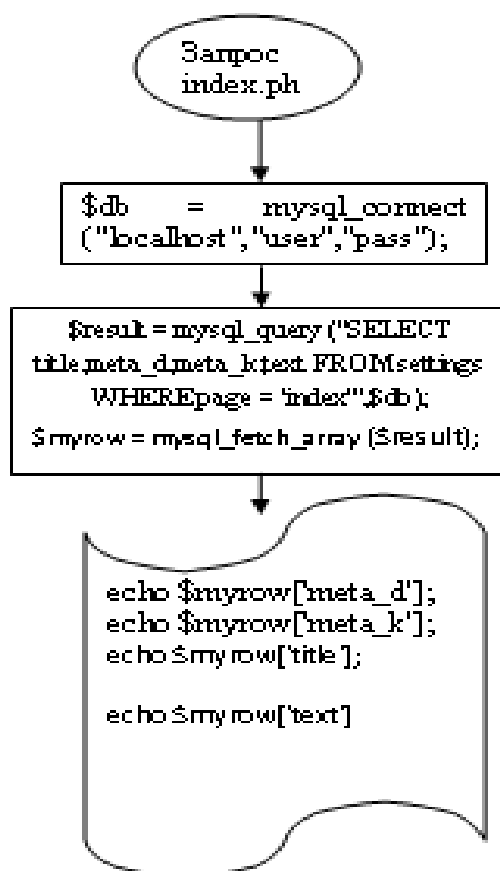 Запрос
index.ph
$db = mysql_connect
("localhost","user","pass");
$result = mysql_query ("SELECT
title,meta_d,meta_k,text FROM settings
WHERE page = 'index'",$db);
$myrow = mysql_fetch_array ($result);
echo $myrow['meta_d'];
echo $myrow['meta_k'];
echo $myrow['title'];
echo $myrow['text']